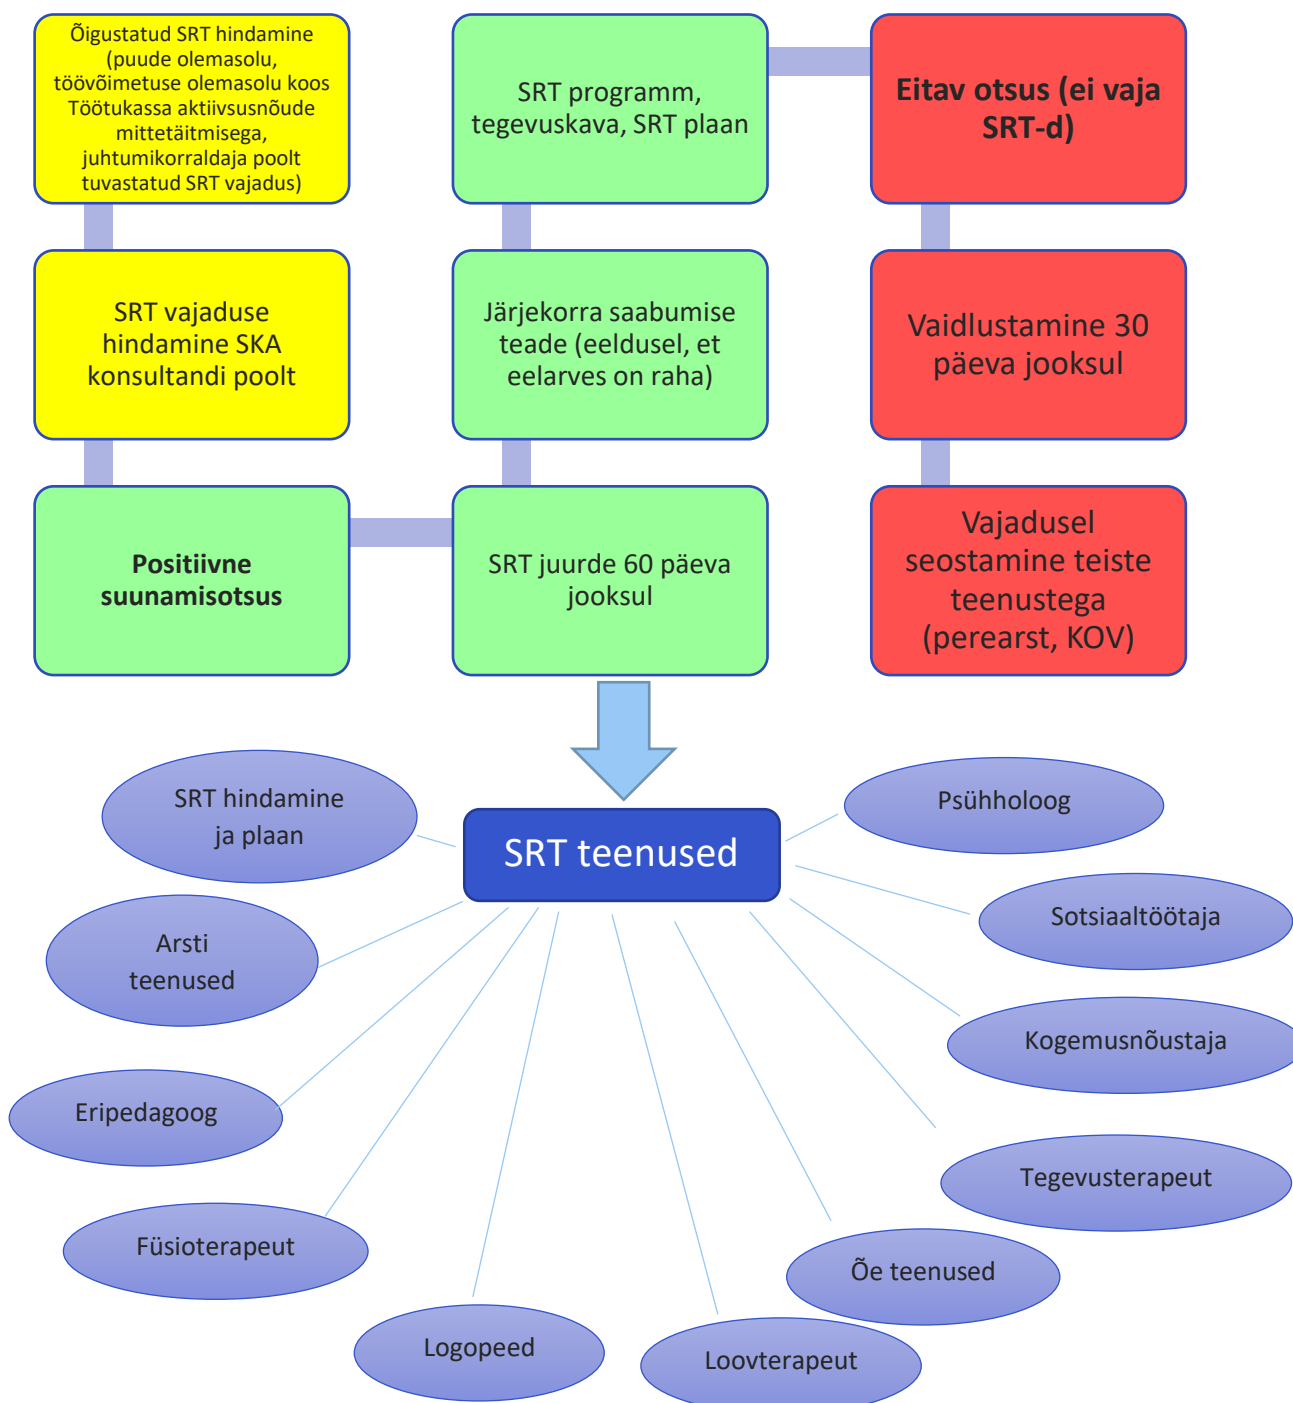 Õigustatud SRT hindamine
(puude olemasolu,
töövõimetuse olemasolu koos
Töötukassa aktiivsusnõude
mittetäitmisega,
juhtumikorraldaja poolt
tuvastatud SRT vajadus)
SRT vajaduse
hindamine SKA
konsultandi poolt
Positiivne
suunamisotsus
SRT programm,
tegevuskava, SRT plaan
Järjekorra saabumise
teade (eeldusel, et
eelarves on raha)
SRT juurde 60 päeva
jooksul
Eitav otsus (ei vaja
SRT-d)
Vaidlustamine 30
päeva jooksul
Vajadusel
seostamine teiste
teenustega
(perearst, KOV)
SRT teenused
SRT hindamine
ja plaan
Arsti
teenused
Eripedagoog
Füsioterapeut
Logopeed
Loovterapeut
Õe teenused
Tegevusterapeut
Kogemusnõustaja
Sotsiaaltöötaja
Psühholoog